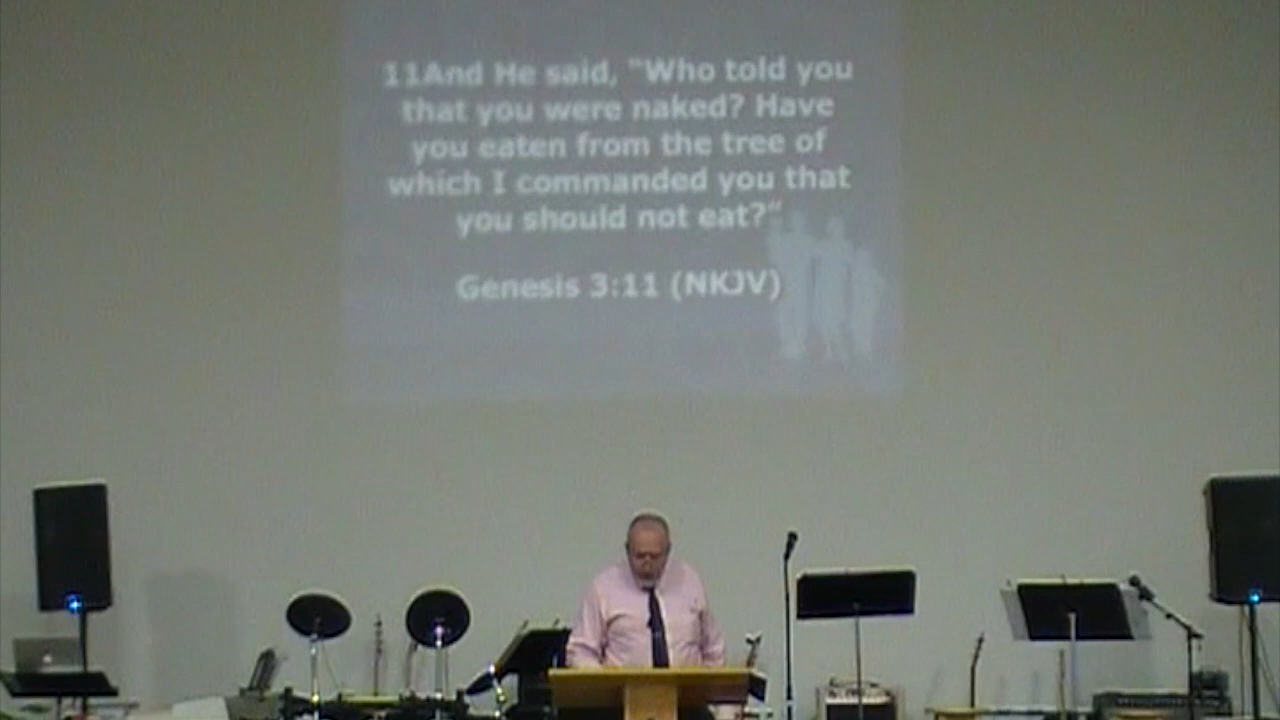 11And He said, "Who told you
that you were naked? Have
you eaten from the tree of
which I commanded you that
you should not eat?"
Genesis 3:11 (NKJV)